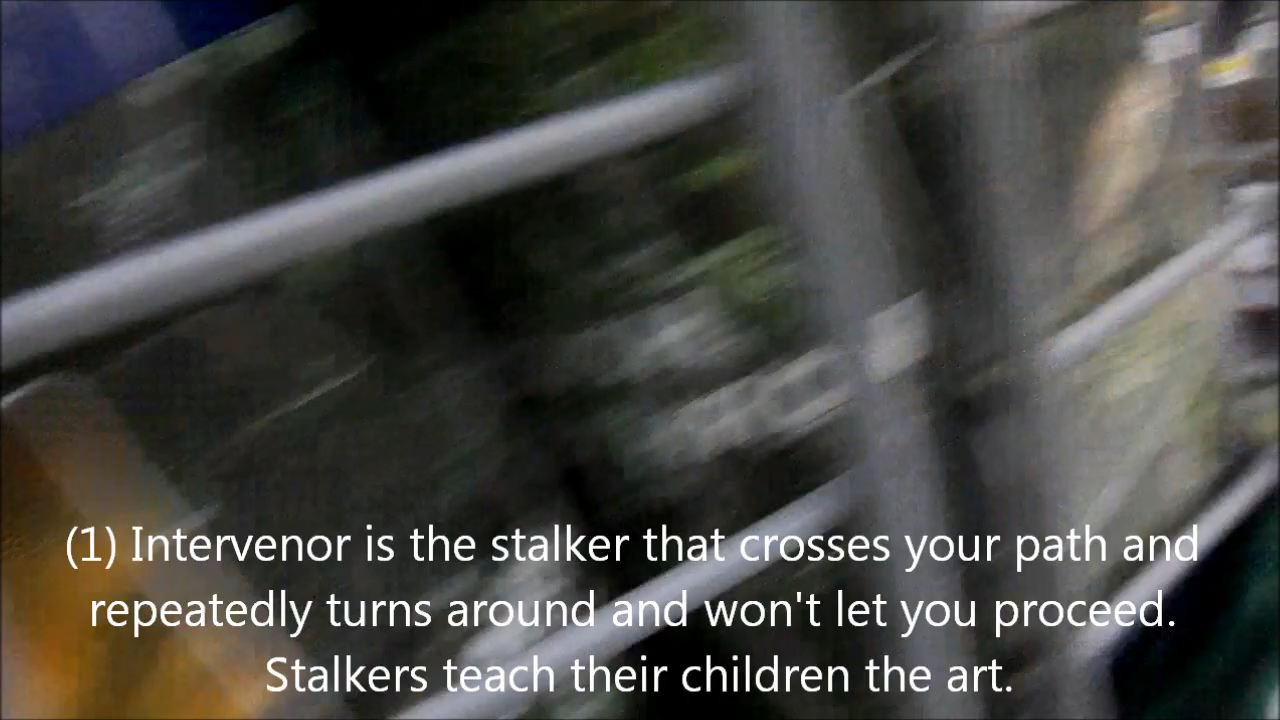 (1) Intervenor is the stalker that crosses your path and
repeatedly turns around and won't let you proceed.
Stalkers teach their children the art.